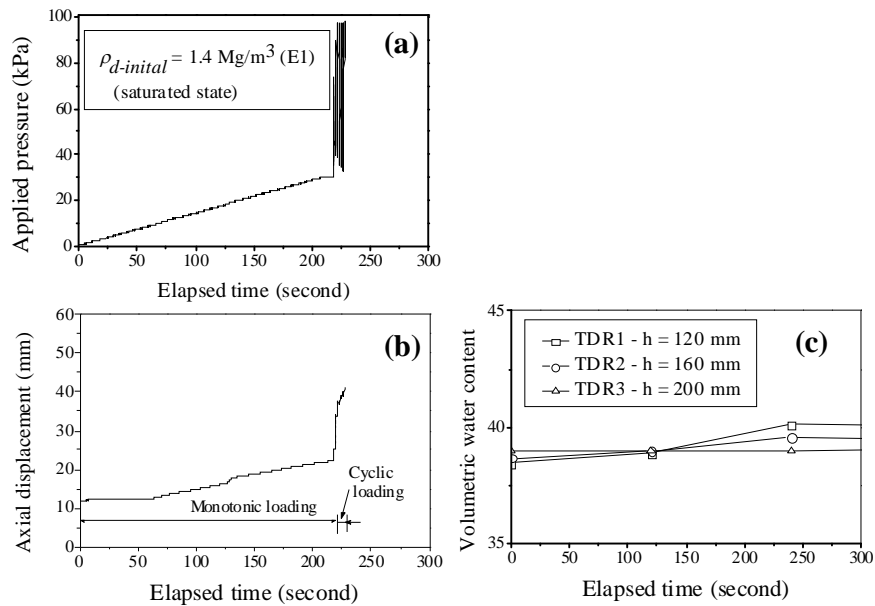 100
80
60
40
20
0
Applied pressure (kPa)
ρd-inital = 1.4 Mg/m³ (E1)
(saturated state)
(a)
0 50 100 150 200 250 300
Elapsed time (second)
60
50
40
30
20
10
0
Axial displacement (mm)
(b)
Cyclic
loading
Monotonic loading
0 50 100 150 200 250 300
Elapsed time (second)
45
40
35
Volumetric water content
TDR1 - h = 120 mm
TDR2 - h = 160 mm
TDR3 - h = 200 mm
(c)
0 50 100 150 200 250 300
Elapsed time (second)